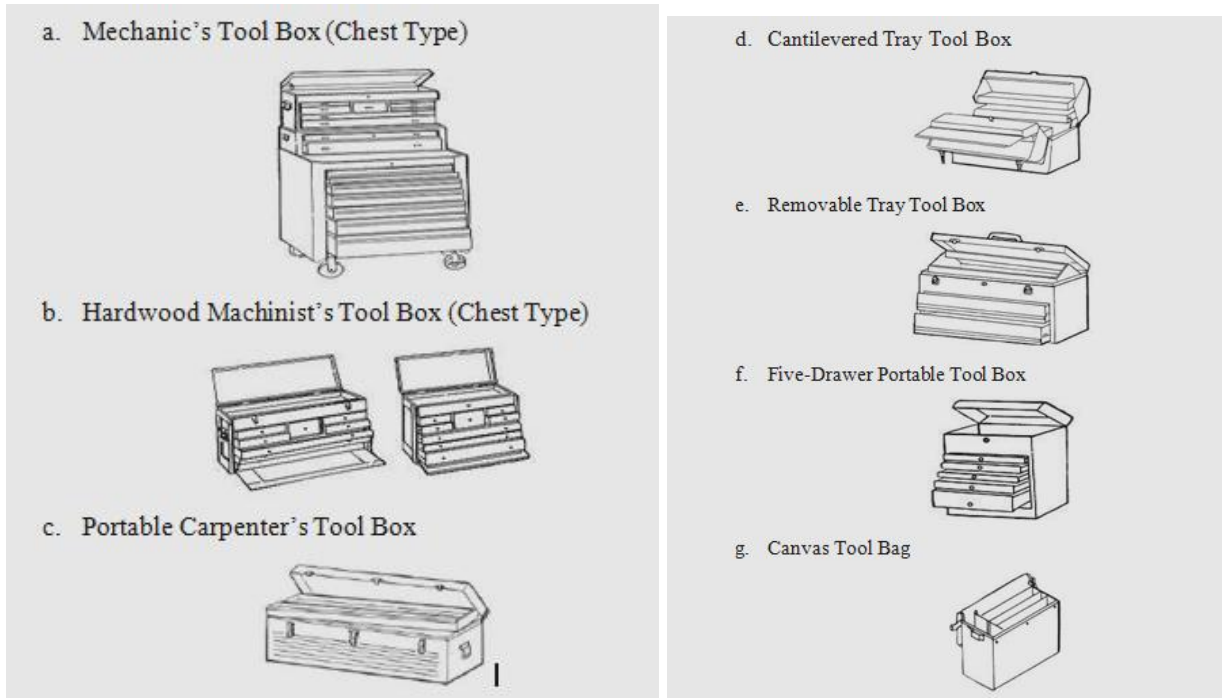 a. Mechanic's Tool Box (Chest Type)
b. Hardwood Machinist's Tool Box (Chest Type)
c. Portable Carpenter's Tool Box
d. Cantilevered Tray Tool Box
e. Removable Tray Tool Box
f. Five-Drawer Portable Tool Box
g. Canvas Tool Bag